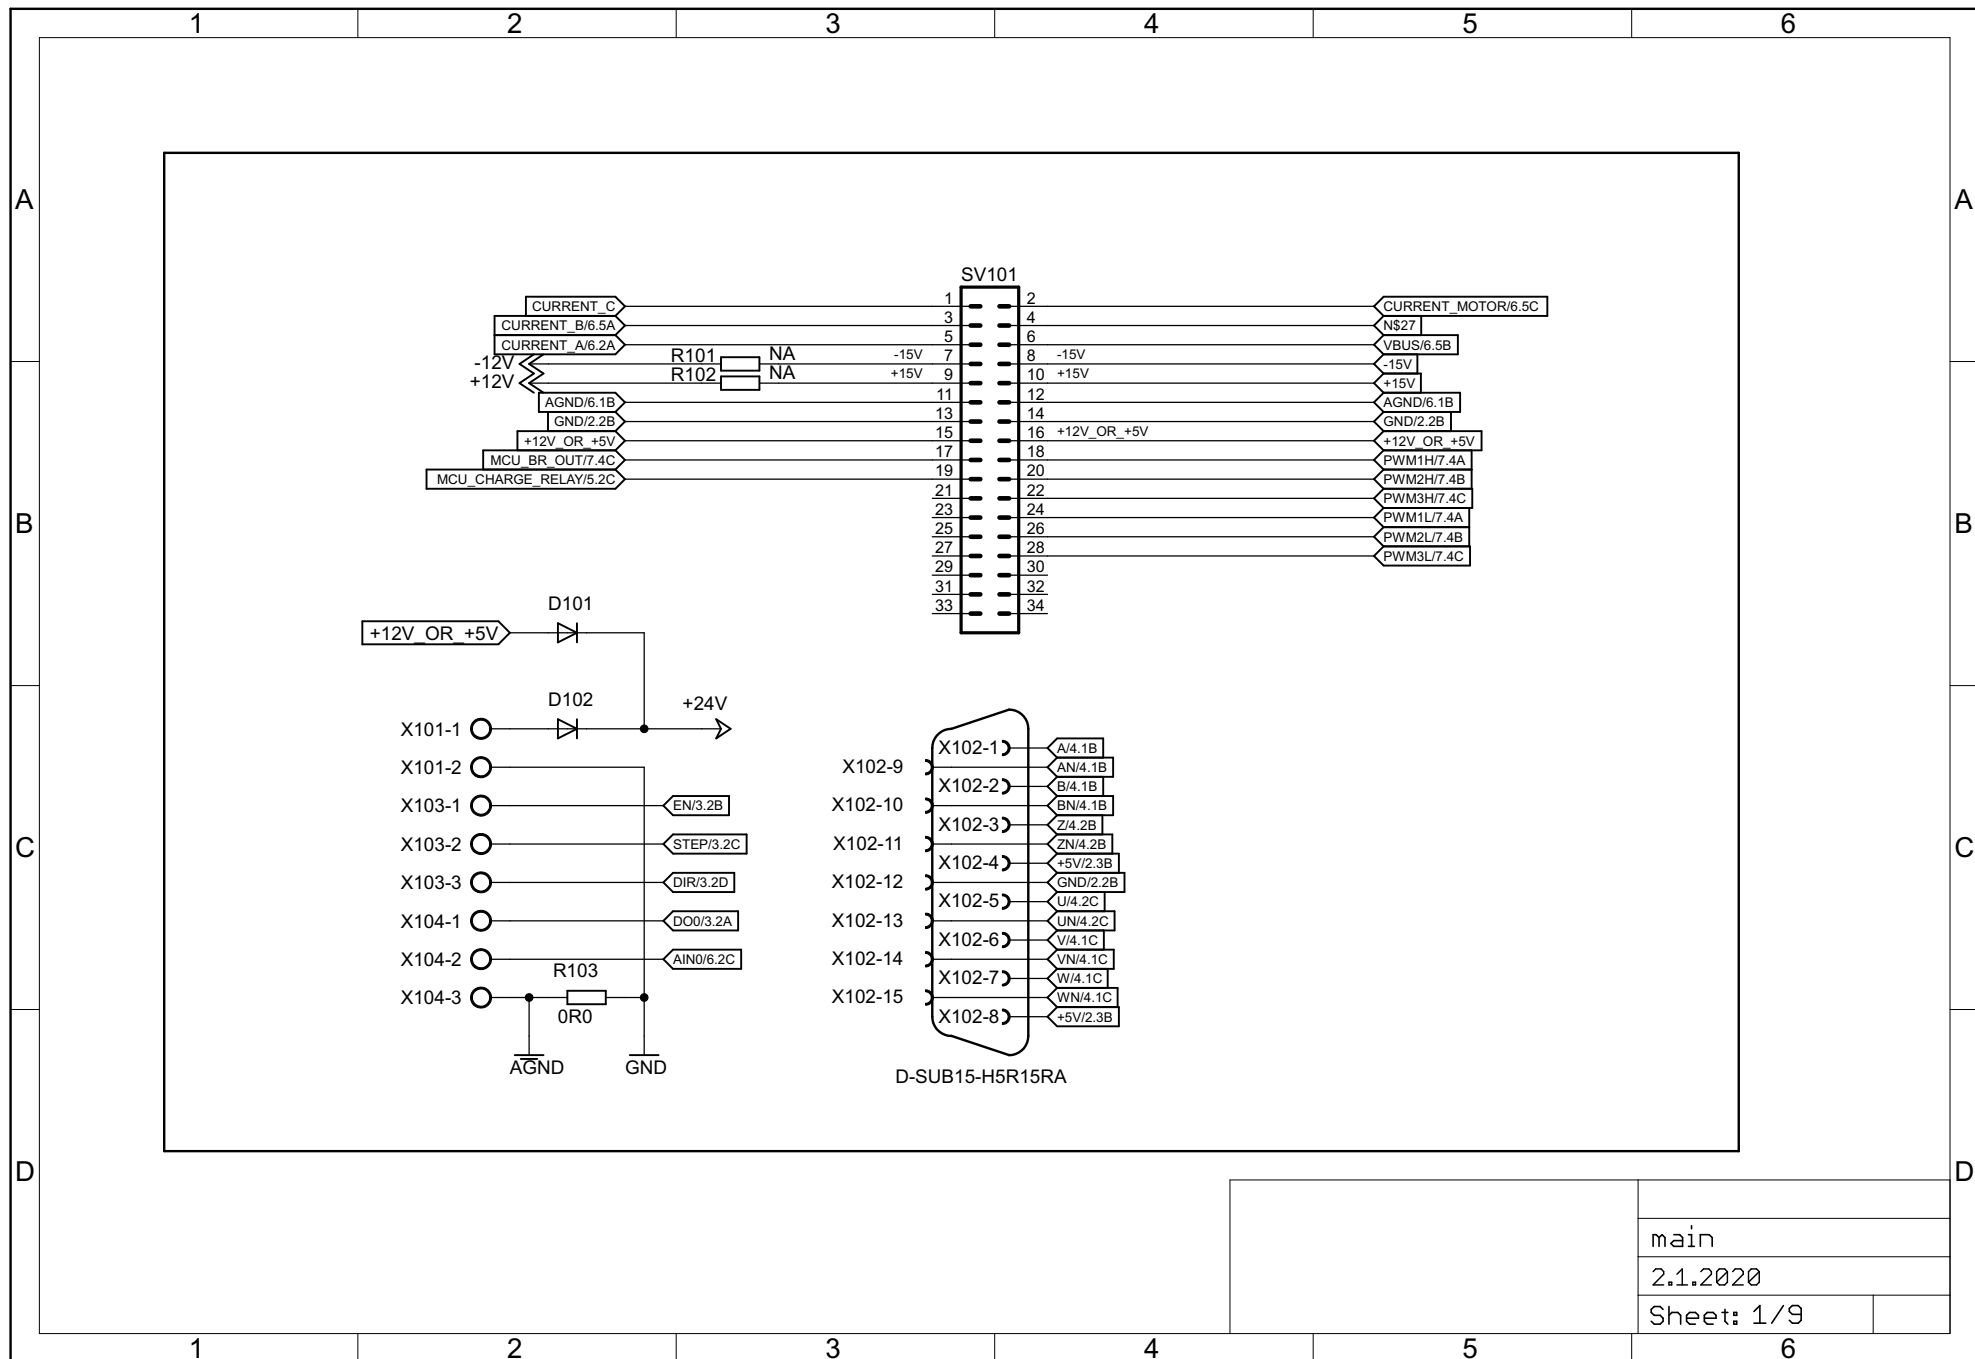 1 2 3 4 5 6
A A
SV101
CURRENT_C 1 2 CURRENT_MOTOR/6.5C
CURRENT_B/6.5A 3 4 N$27
CURRENT_A/6.2A 5 6 VBUS/6.5B
-12V R101 NA -15V 7 8 -15V -15V
+12V R102 NA +15V 9 10 +15V +15V
AGND/6.1B 11 12 AGND/6.1B
GND/2.2B 13 14 GND/2.2B
+12V_OR_+5V 15 16 +12V_OR_+5V +12V_OR_+5V
MCU_BR_OUT/7.4C 17 18 PWM1H/7.4A
MCU_CHARGE_RELAY/5.2C 19 20 PWM2H/7.4B
21 22 PWM3H/7.4C
B 23 24 PWM1L/7.4A B
25 26 PWM2L/7.4B
27 28 PWM3L/7.4C
29 30
31 32
33 34
D101
+12V_OR_+5V
D102 +24V
X101-1
X101-2
X103-1 EN/3.2B
X103-2 STEP/3.2C
X103-3 DIR/3.2D
X104-1 DO0/3.2A
X104-2 AIN0/6.2C
R103
X104-3
0R0
AGND GND
X102-1 A/4.1B
X102-9 AN/4.1B
X102-2 B/4.1B
X102-10 BN/4.1B
X102-3 Z/4.2B
X102-11 ZN/4.2B
C C
X102-4 +5V/2.3B
X102-12 GND/2.2B
X102-5 U/4.2C
X102-13 UN/4.2C
X102-6 V/4.1C
X102-14 VN/4.1C
X102-7 W/4.1C
X102-15 WN/4.1C
X102-8 +5V/2.3B
D-SUB15-H5R15RA
D D
main
2.1.2020
Sheet: 1/9
1 2 3 4 5 6